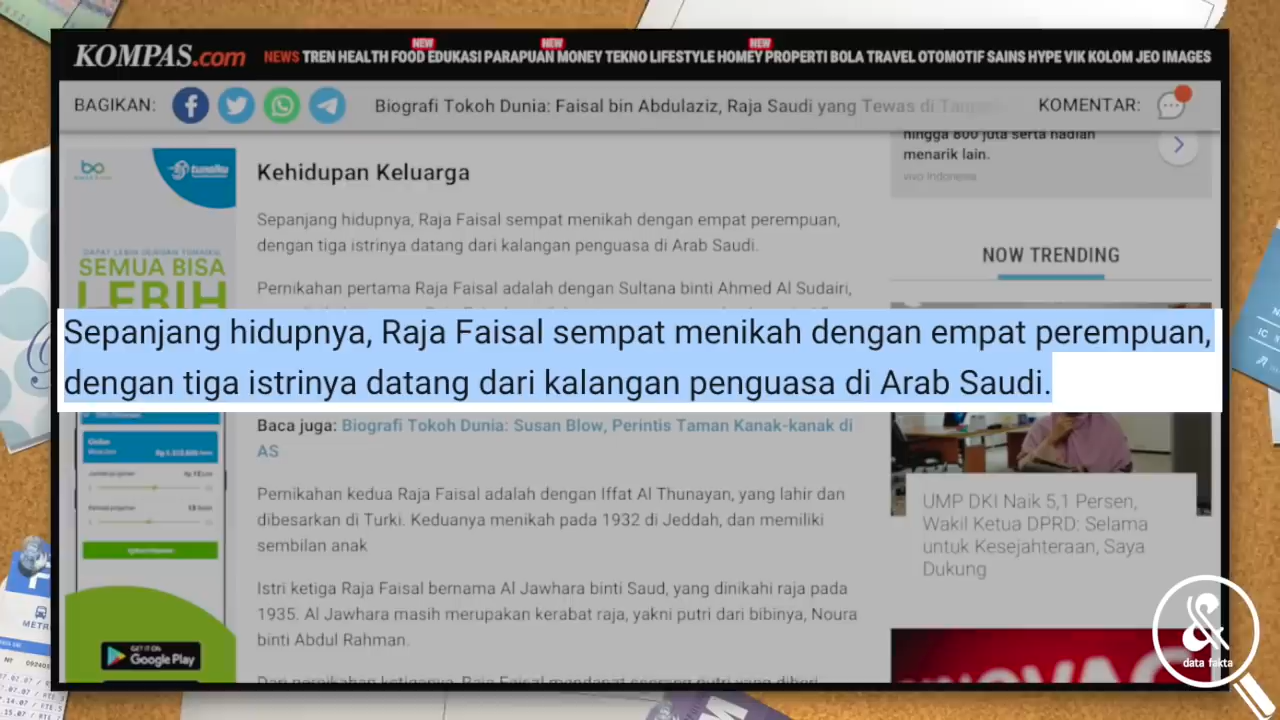 KOMPAS.com
NEWS TREN HEALTH FOOD EDUKASI PARAPUAN MONEY TEKNO LIFESTYLE HOMEY PROPERTI BOLA TRAVEL OTOMOTIF SAINS HYPE VIK KOLOM JEO IMAGES
NEW
NEW
NEW
BAGIKAN:
Biografi Tokoh Dunia: Faisal bin Abdulaziz, Raja Saudi yang Tewas di
KOMENTAR:
hingga 800 juta serta hadiah
menarik lain.
vivo Indonesia
tunaiku
SEMUA BISA
LEBIH
Kehidupan Keluarga
Sepanjang hidupnya, Raja Faisal sempat menikah dengan empat perempuan,
dengan tiga istrinya datang dari kalangan penguasa di Arab Saudi.
Pernikahan pertama Raja Faisal adalah dengan Sultana binti Ahmed Al Sudairi,
NOW TRENDING
Sepanjang hidupnya, Raja Faisal sempat menikah dengan empat perempuan,
dengan tiga istrinya datang dari kalangan penguasa di Arab Saudi.
Baca juga: Biografi Tokoh Dunia: Susan Blow, Perintis Taman Kanak-kanak di
AS
Pernikahan kedua Raja Faisal adalah dengan Iffat Al Thunayan, yang lahir dan
dibesarkan di Turki. Keduanya menikah pada 1932 di Jeddah, dan memiliki
sembilan anak
Istri ketiga Raja Faisal bernama Al Jawhara binti Saud, yang dinikahi raja pada
1935. Al Jawhara masih merupakan kerabat raja, yakni putri dari bibinya, Noura
binti Abdul Rahman.
UMP DKI Naik 5,1 Persen,
Wakil Ketua DPRD: Selama
untuk Kesejahteraan, Saya
Dukung
GET IT ON
Google Play
METR
data fakta